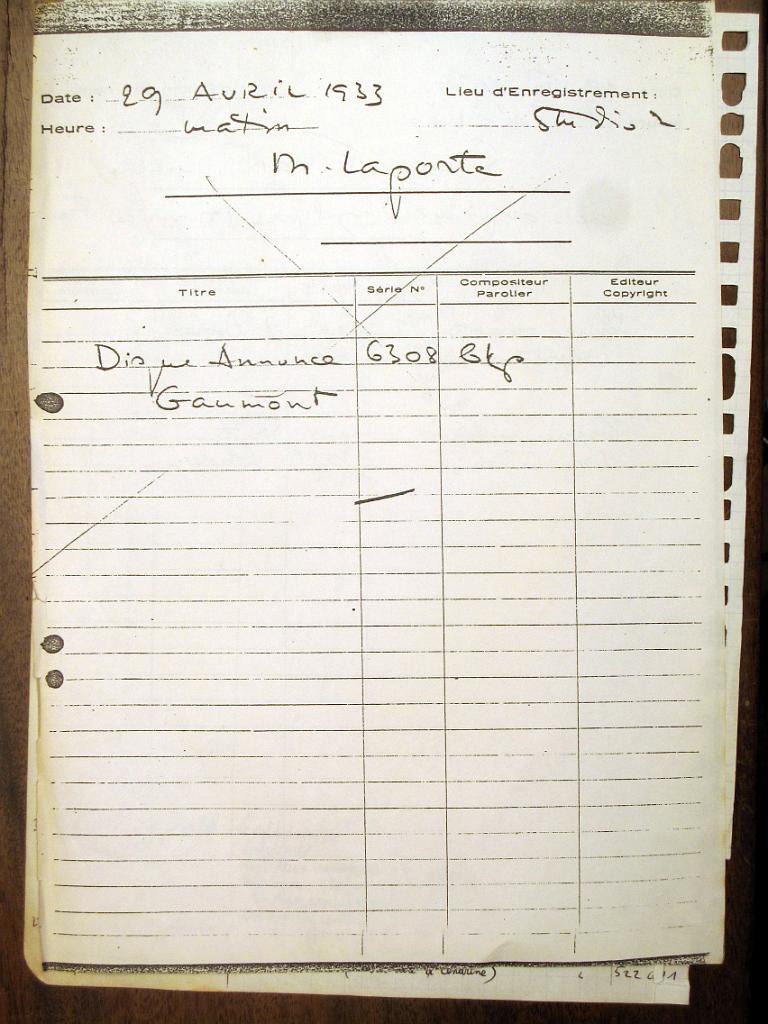 Date : 29 AVRIL 1933 Lieu d'Enregistrement :
Heure : matin Studio 2
M. Laporte
Titre Série N° Compositeur Parolier Editeur Copyright
Disque Annonce 6308
Gaumont